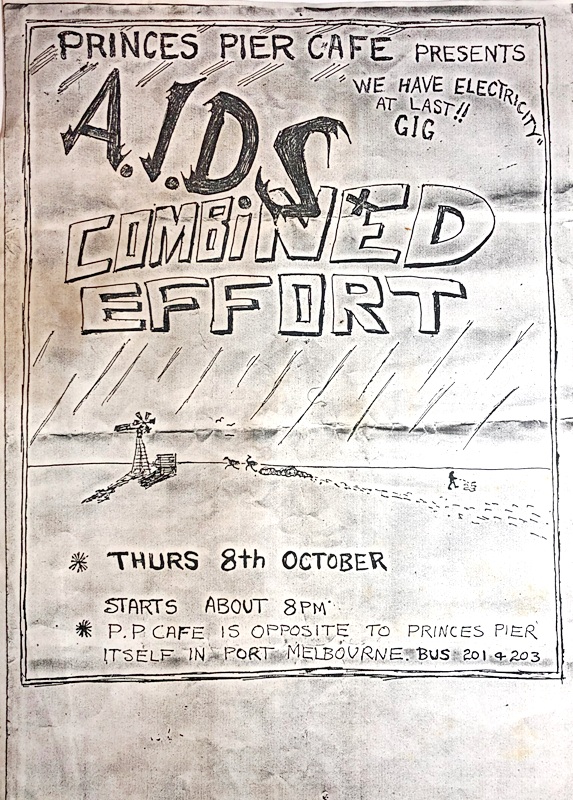 PRINCES PIER CAFE PRESENTS
"WE HAVE ELECTRICITY"
AT LAST!!
GIG
A.I.D.S
COMBiNED
EFFORT
THURS 8th OCTOBER
STARTS ABOUT 8PM
P.P. CAFE IS OPPOSITE TO PRINCES PIER
ITSELF IN PORT MELBOURNE. BUS 201 & 203